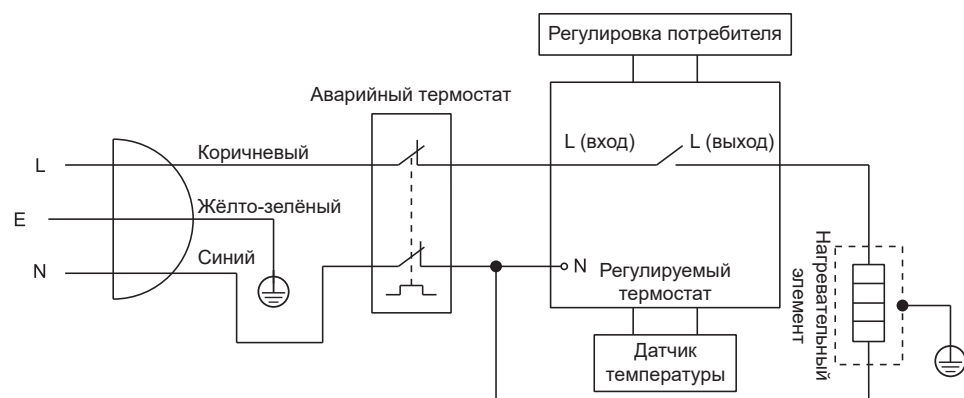 Регулировка потребителя
Аварийный термостат
L
Коричневый
L (вход)
L (выход)
E
Жёлто-зелёный
N
Синий
N
Регулируемый
термостат
Нагревательный
элемент
Датчик
температуры